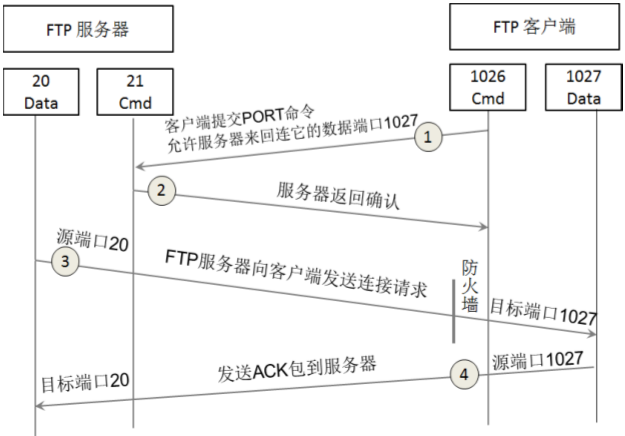 FTP 服务器
FTP 客户端
20
Data
21
Cmd
1026
Cmd
1027
Data
客户端提交PORT命令
允许服务器来回连它的数据端口1027
1
2
服务器返回确认
源端口20
3
FTP服务器向客户端发送连接请求
防火墙
目标端口1027
目标端口20
发送ACK包到服务器
4
源端口1027